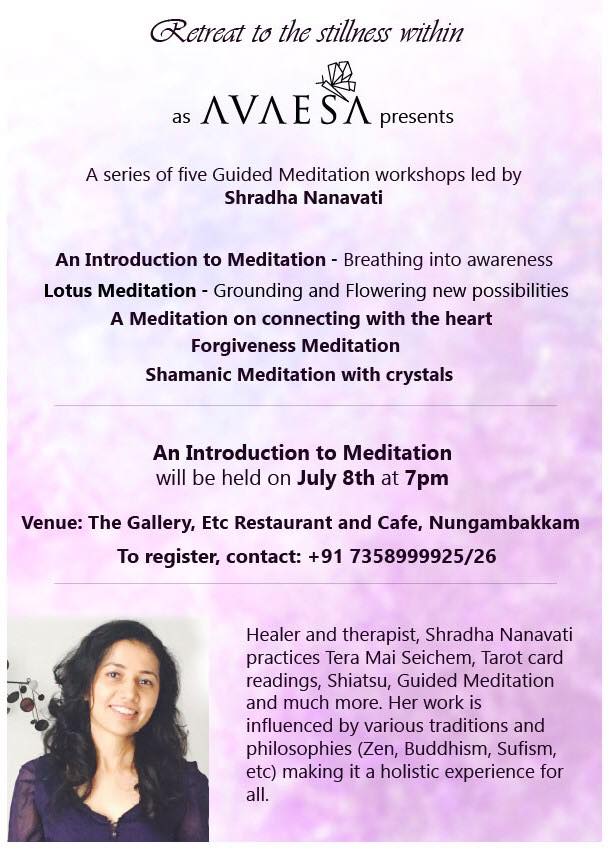 Retreat to the stillness within
as AVAESA presents
A series of five Guided Meditation workshops led by
Shradha Nanavati
An Introduction to Meditation - Breathing into awareness
Lotus Meditation - Grounding and Flowering new possibilities
A Meditation on connecting with the heart
Forgiveness Meditation
Shamanic Meditation with crystals
An Introduction to Meditation
will be held on July 8th at 7pm
Venue: The Gallery, Etc Restaurant and Cafe, Nungambakkam
To register, contact: +91 7358999925/26
Healer and therapist, Shradha Nanavati
practices Tera Mai Seichem, Tarot card
readings, Shiatsu, Guided Meditation
and much more. Her work is
influenced by various traditions and
philosophies (Zen, Buddhism, Sufism,
etc) making it a holistic experience for
all.